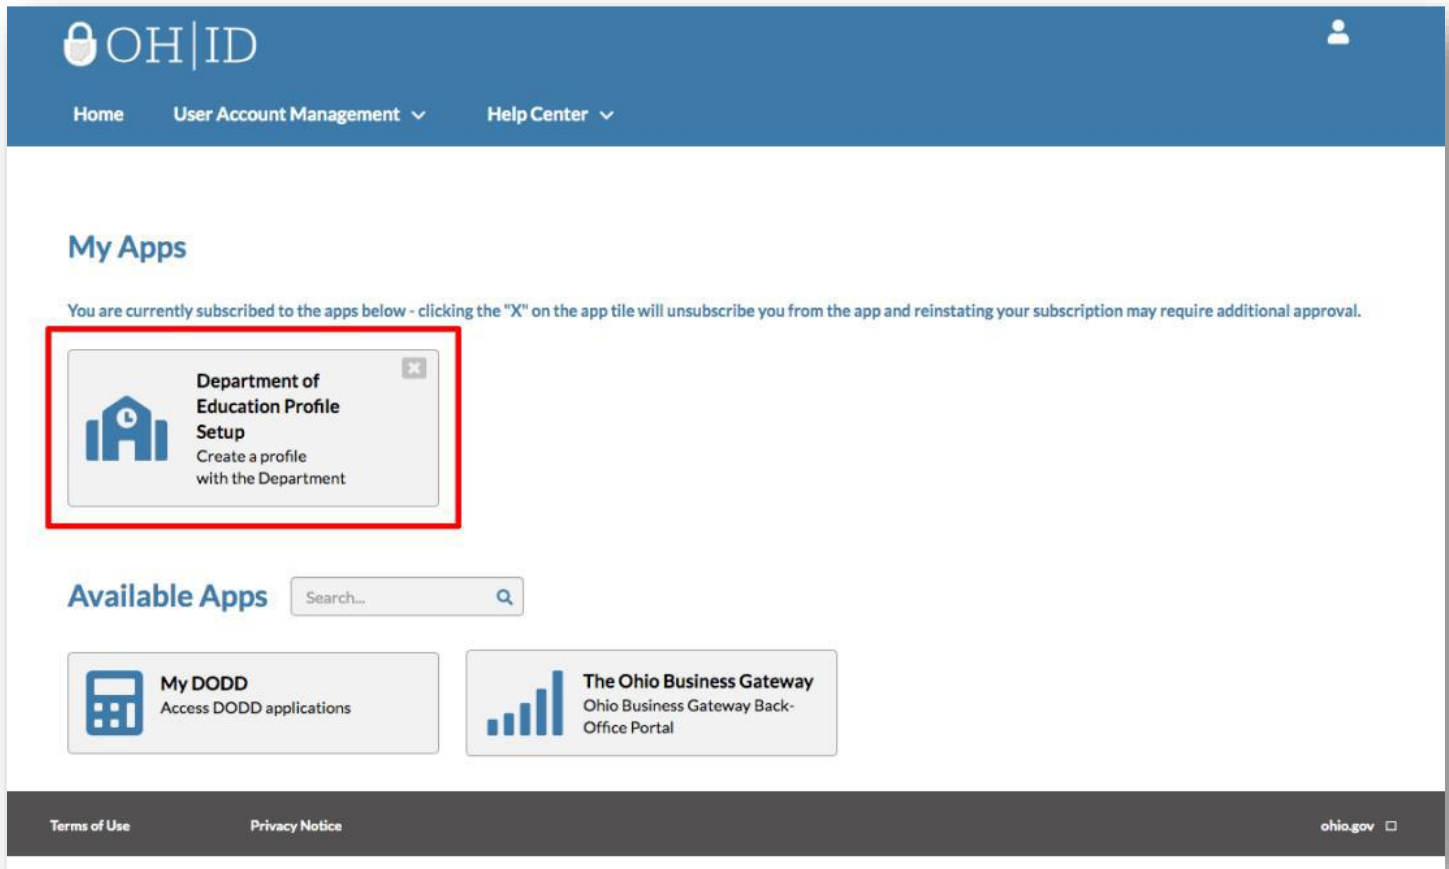 OH|ID
Home User Account Management Help Center
My Apps
You are currently subscribed to the apps below - clicking the "X" on the app tile will unsubscribe you from the app and reinstating your subscription may require additional approval.
Department of
Education Profile
Setup
Create a profile
with the Department
Available Apps Search...
My DODD
Access DODD applications
The Ohio Business Gateway
Ohio Business Gateway Back-
Office Portal
Terms of Use Privacy Notice ohio.gov